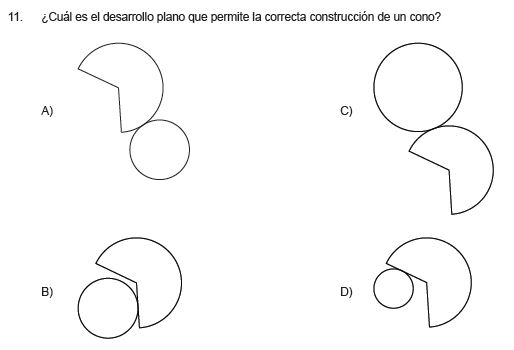 11. ¿Cuál es el desarrollo plano que permite la correcta construcción de un cono?
A)
C)
B)
D)